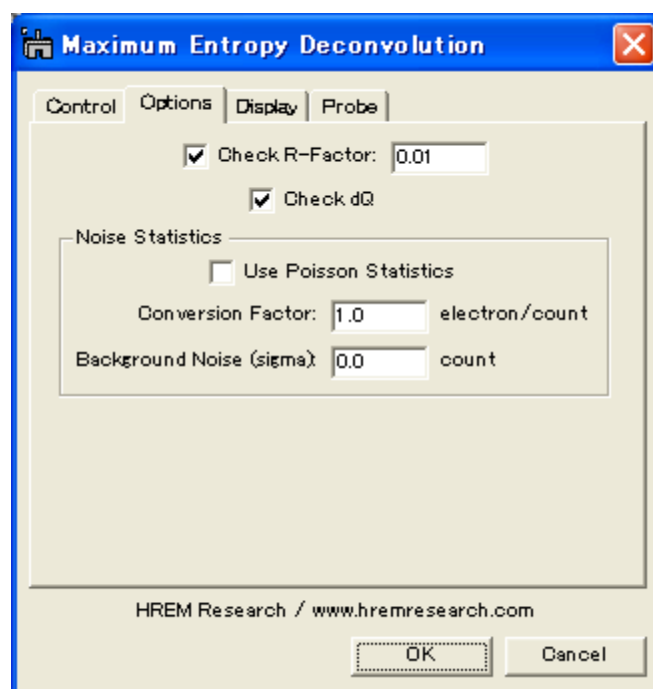 Maximum Entropy Deconvolution
Control Options Display Probe
Check R-Factor: 0.01
Check dQ
Noise Statistics
Use Poisson Statistics
Conversion Factor: 1.0 electron/count
Background Noise (sigma): 0.0 count
HREM Research / www.hremresearch.com
OK Cancel